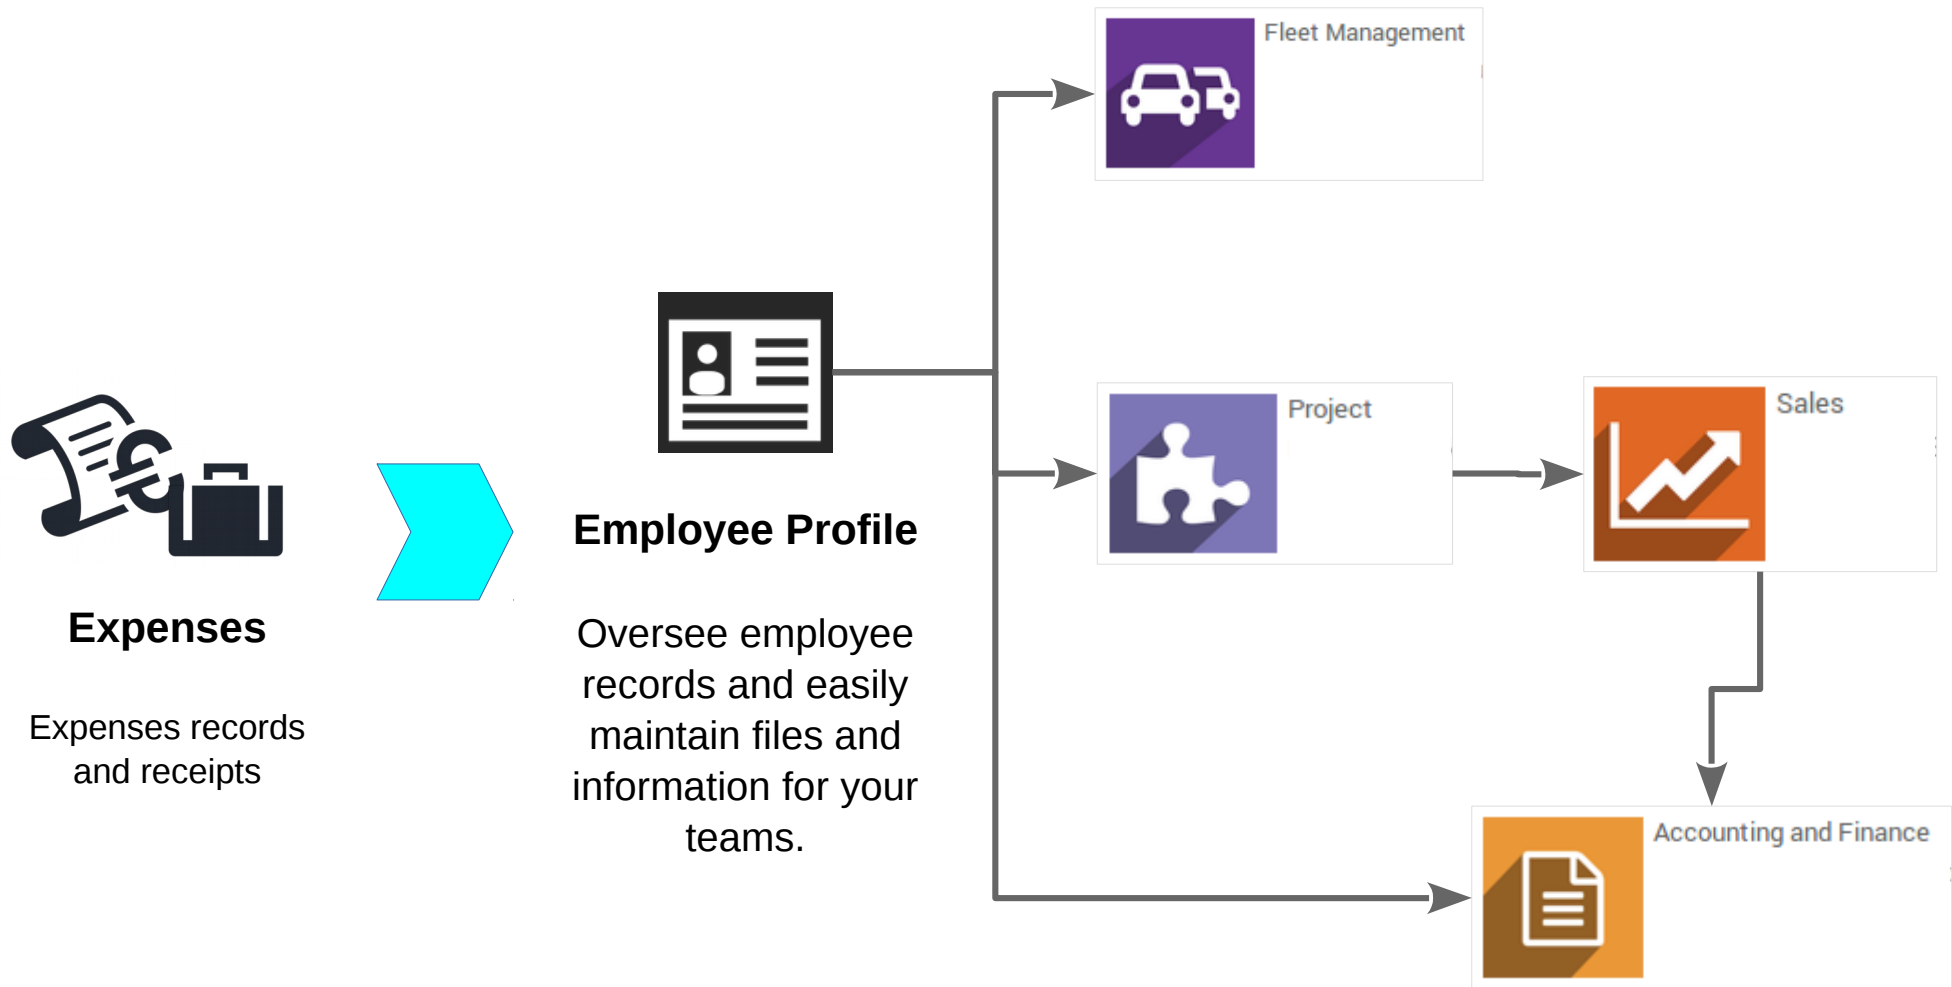 Fleet Management
Project
Sales
Employee Profile
Oversee employee
records and easily
maintain files and
information for your
teams.
Expenses
Expenses records
and receipts
Accounting and Finance